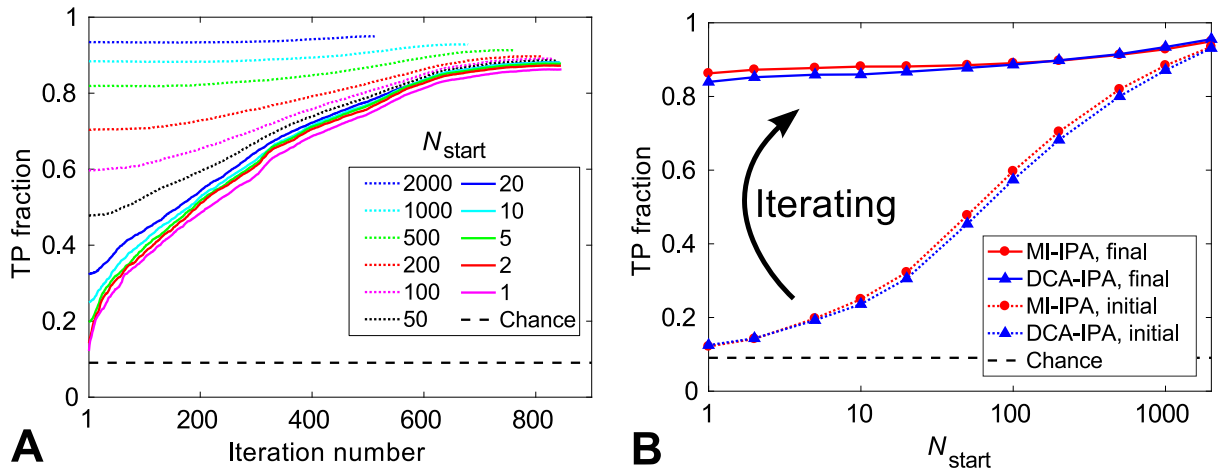 1
0.8
0.6
0.4
0.2
0
TP fraction
1 200 400 600 800
Iteration number
A
N_start
2000 20
1000 10
500 5
200 2
100 1
50 Chance
1
0.8
0.6
0.4
0.2
0
TP fraction
1 10 100 1000
N_start
B
Iterating
MI-IPA, final
DCA-IPA, final
MI-IPA, initial
DCA-IPA, initial
Chance